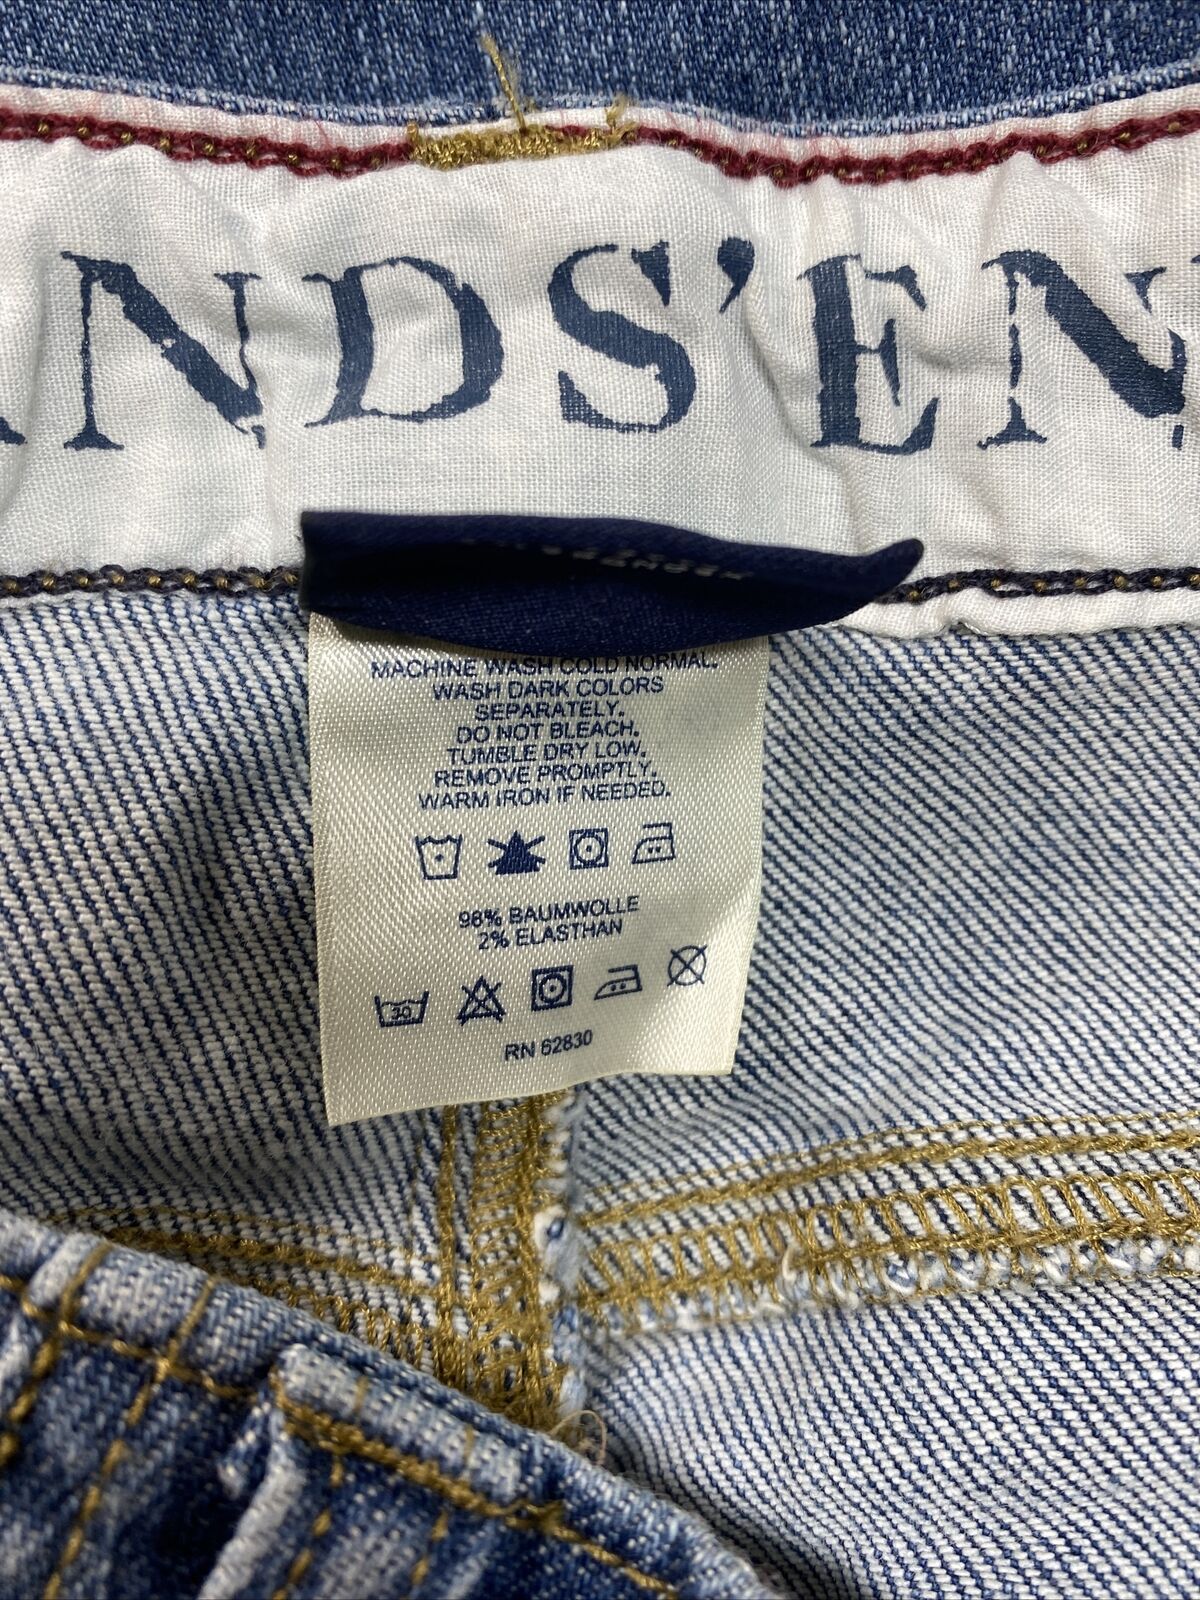 ANDS'EN
MACHINE WASH COLD NORMAL.
WASH DARK COLORS
SEPARATELY.
DO NOT BLEACH.
TUMBLE DRY LOW.
REMOVE PROMPTLY.
WARM IRON IF NEEDED.
98% BAUMWOLLE
2% ELASTHAN
30
RN 62830